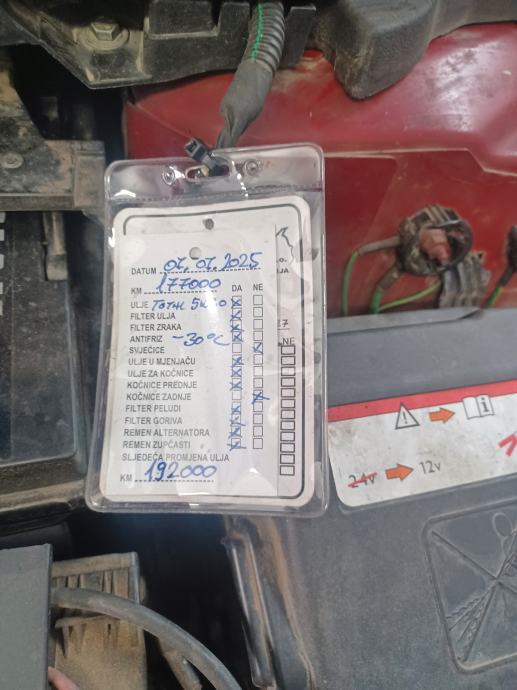 DATUM 07.07.2025
KM 177000
DA NE
ULJE TOTAL
FILTER ULJA
FILTER ZRAKA
ANTIFRIZ -30°C
SVJEĆICE
ULJE U MJENJAČU
ULJE ZA KOČNICE
KOČNICE PREDNJE
KOČNICE ZADNJE
FILTER PELUDI
FILTER GORIVA
REMEN ALTERNATORA
REMEN ZUPČASTI
SLJEDEĆA PROMJENA ULJA
KM 192000
NE
24v 12v